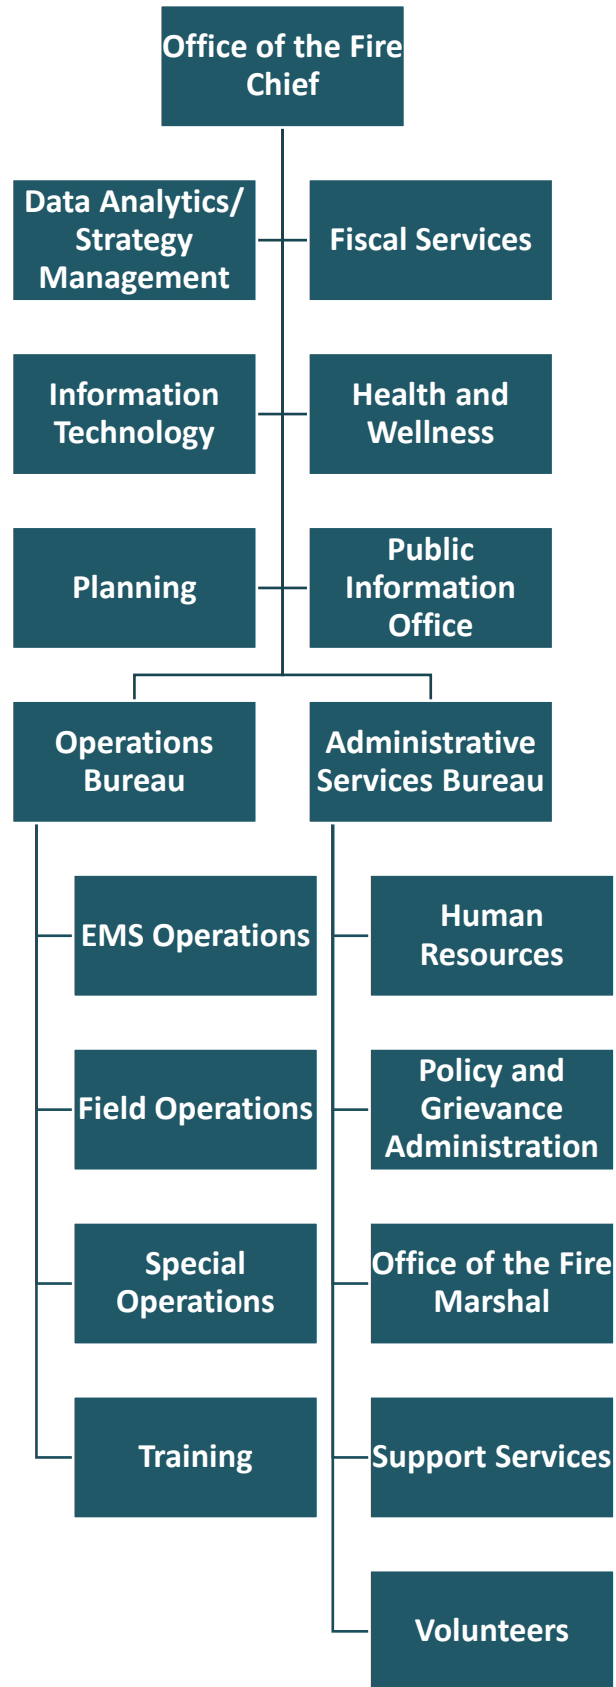 Office of the Fire
Chief
Data Analytics/
Strategy
Management
Fiscal Services
Information
Technology
Health and
Wellness
Planning
Public
Information
Office
Operations
Bureau
Administrative
Services Bureau
EMS Operations
Field Operations
Special
Operations
Training
Human
Resources
Policy and
Grievance
Administration
Office of the Fire
Marshal
Support Services
Volunteers